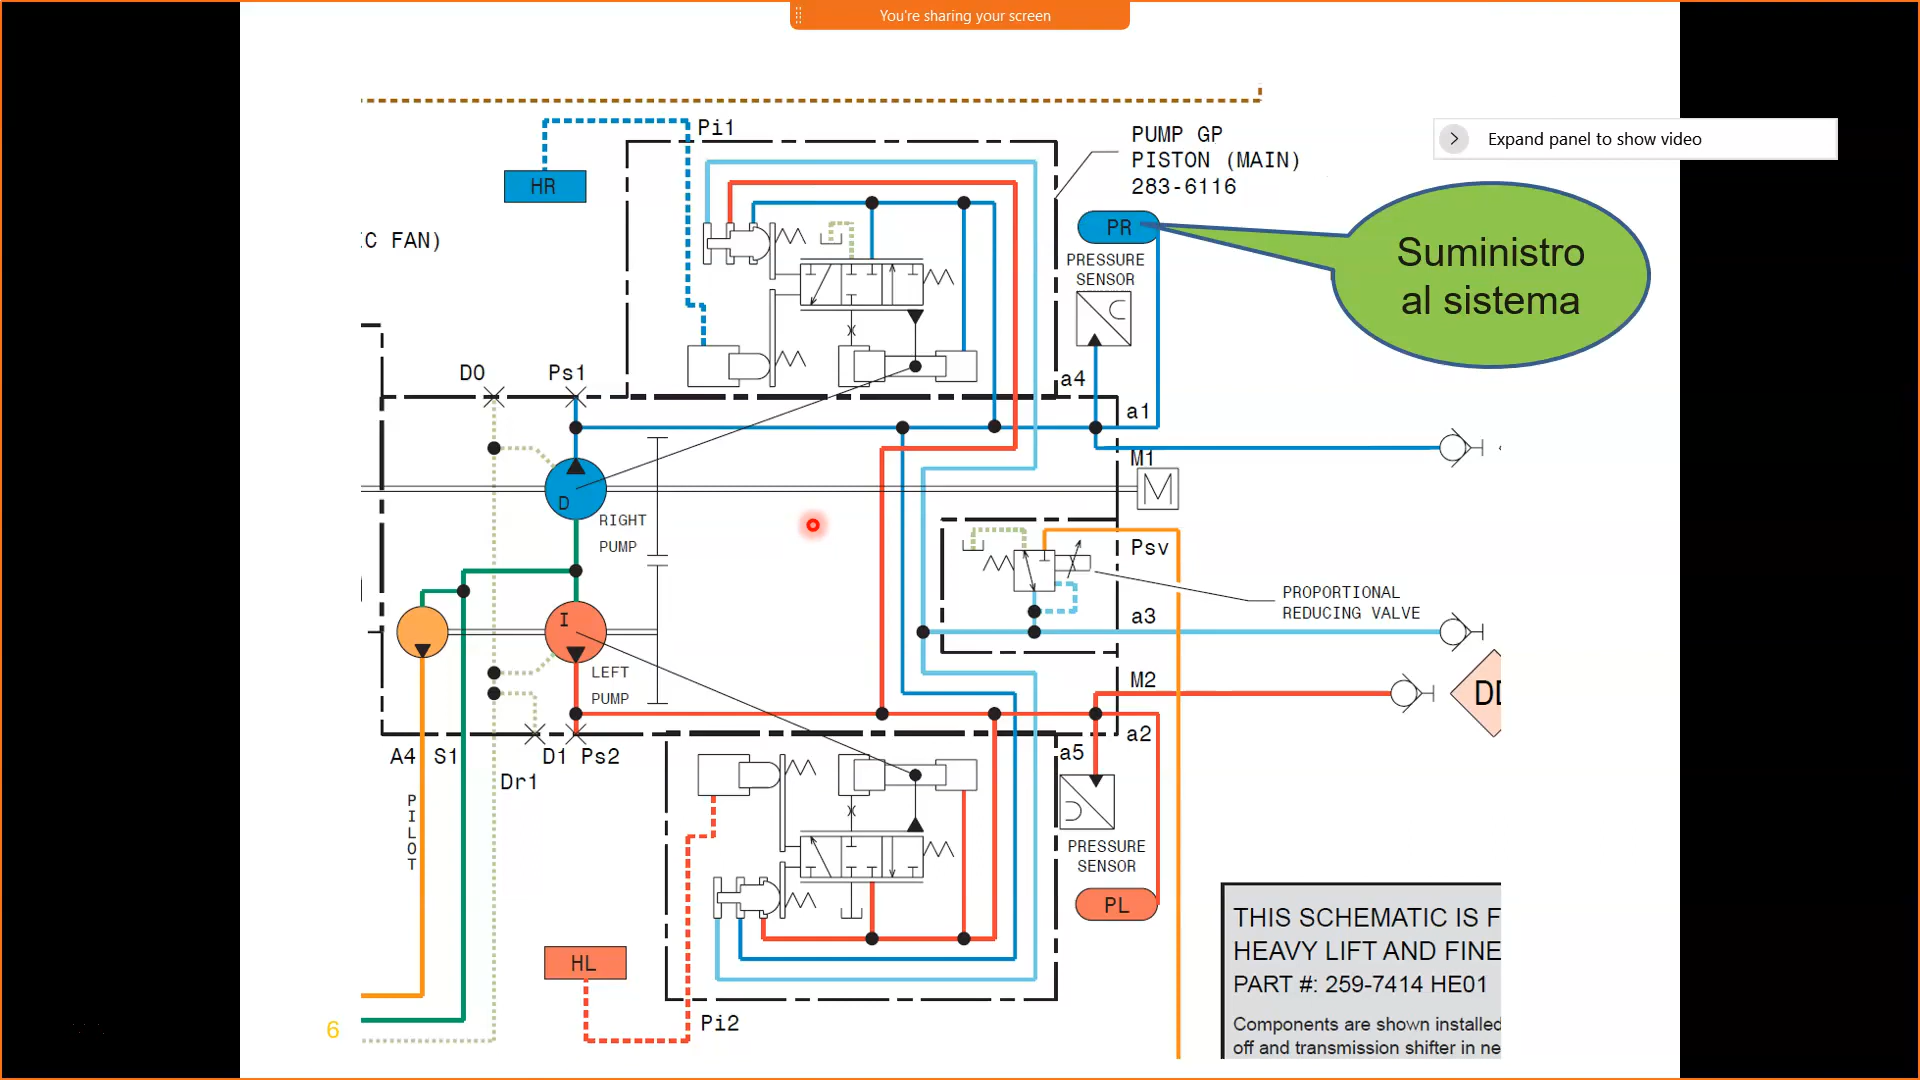 You're sharing your screen
Expand panel to show video
Pi1
PUMP GP
PISTON (MAIN)
283-6116
HR
C FAN)
PR
PRESSURE
SENSOR
Suministro
al sistema
D0
Ps1
a4
a1
M1
M
D
RIGHT
PUMP
Psv
PROPORTIONAL
REDUCING VALVE
a3
I
LEFT
PUMP
M2
DD
a2
a5
A4
S1
D1
Ps2
Dr1
PILOT
PRESSURE
SENSOR
PL
HL
Pi2
THIS SCHEMATIC IS F
HEAVY LIFT AND FINE
PART #: 259-7414 HE01
Components are shown installed
off and transmission shifter in ne
6